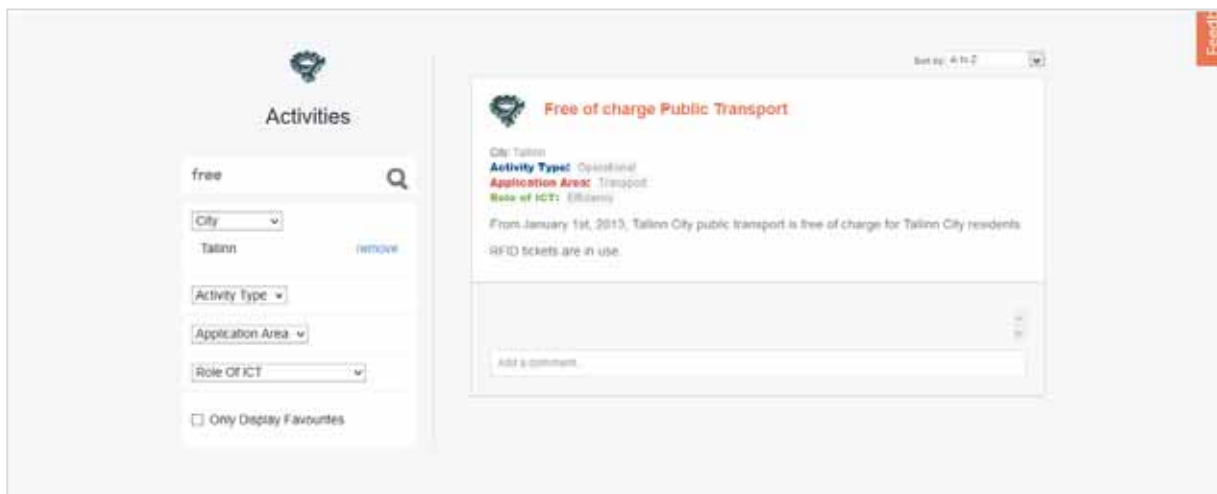 Activities
free
City
Tallinn remove
Activity Type
Application Area
Role Of ICT
Only Display Favourites
Sort by: A to Z
Free of charge Public Transport
City: Tallinn
Activity Type: Operational
Application Area: Transport
Role of ICT: Efficiency
From January 1st, 2013, Tallinn City public transport is free of charge for Tallinn City residents.
RFID tickets are in use.
Add a comment...
Feedb